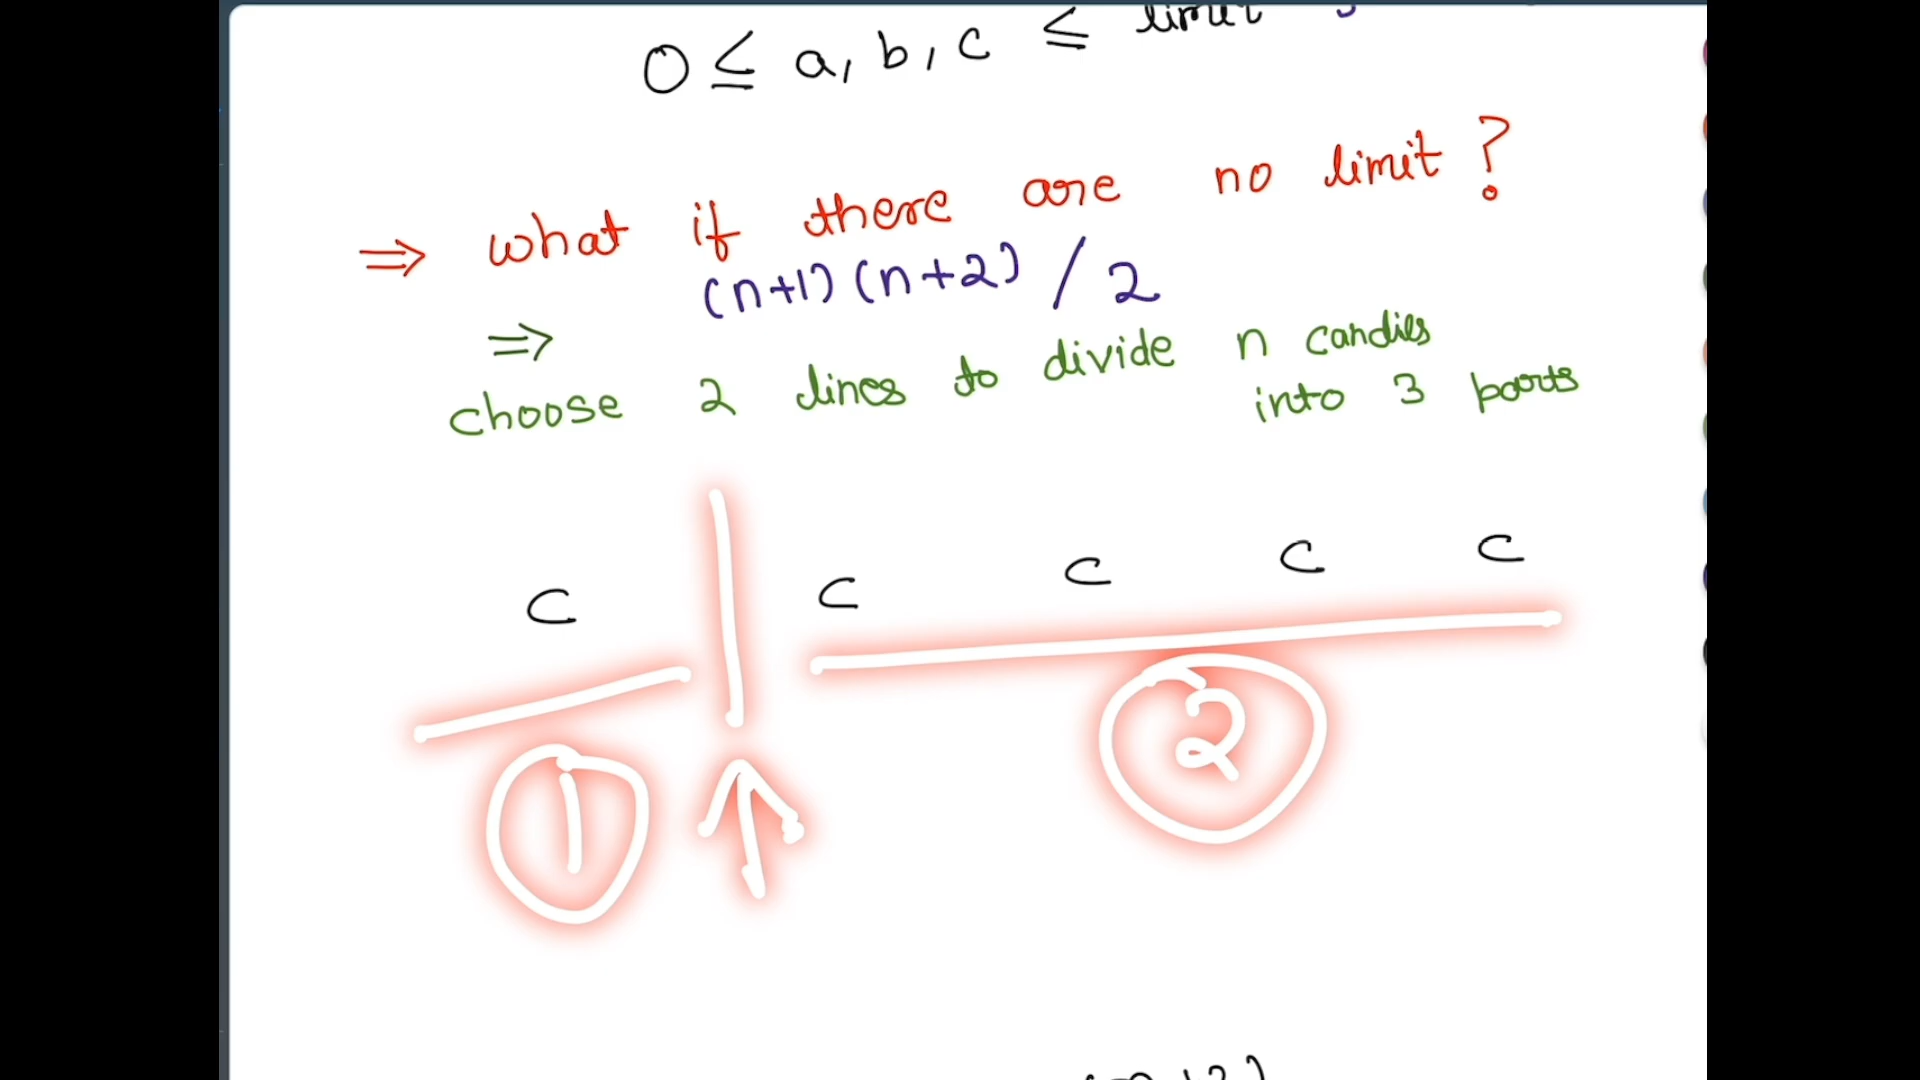 0 ≤ a, b, c ≤ limit
⇒ what if there are no limit ?
(n+1) (n+2) / 2
⇒
choose 2 lines to divide n candies
into 3 parts
c | c c c c
1 ↑ 2